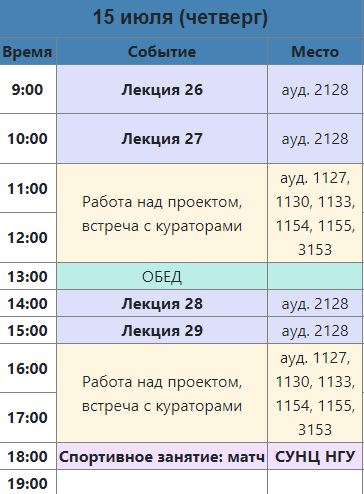 15 июля (четверг)
Время Событие Место
9:00 Лекция 26 ауд. 2128
10:00 Лекция 27 ауд. 2128
11:00
12:00
Работа над проектом,
встреча с кураторами
ауд. 1127,
1130, 1133,
1154, 1155,
3153
13:00 ОБЕД
14:00 Лекция 28 ауд. 2128
15:00 Лекция 29 ауд. 2128
16:00
17:00
Работа над проектом,
встреча с кураторами
ауд. 1127,
1130, 1133,
1154, 1155,
3153
18:00 Спортивное занятие: матч СУНЦ НГУ
19:00